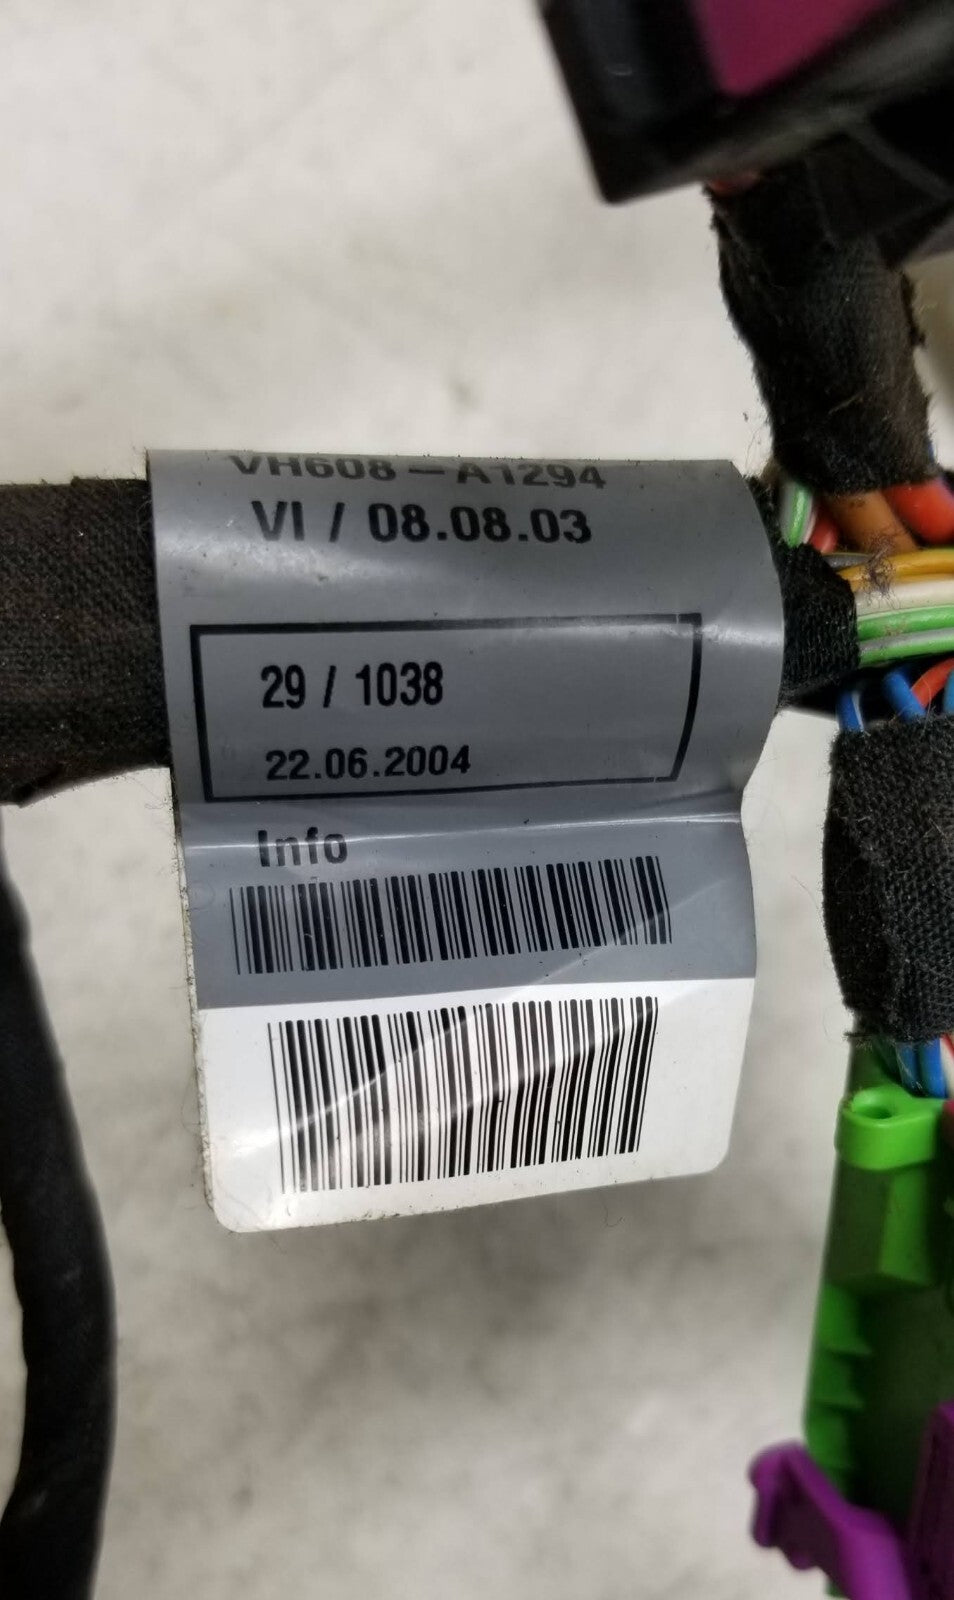 VH608-A1294
VI / 08.08.03
29 / 1038
22.06.2004
Info